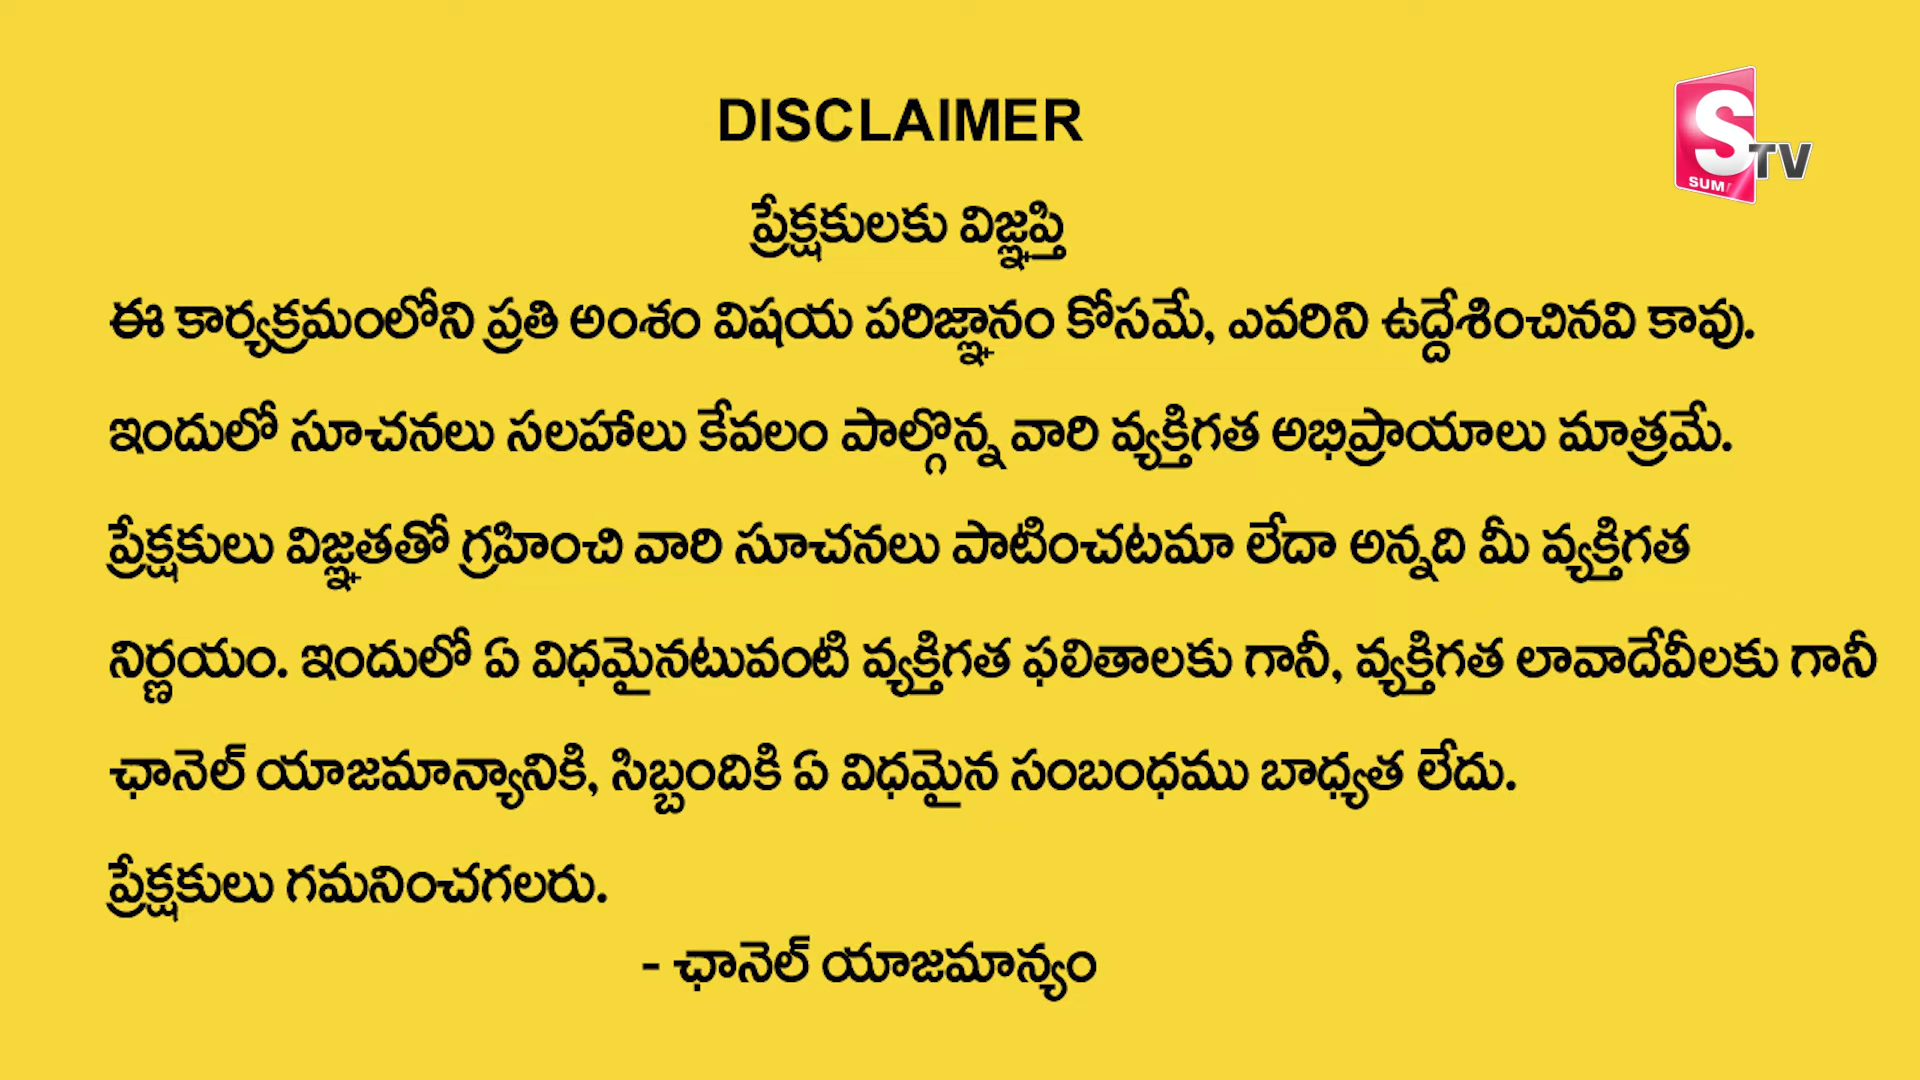 DISCLAIMER
S TV
SUM
ప్రేక్షకులకు విజ్ఞప్తి
ఈ కార్యక్రమంలోని ప్రతి అంశం విషయ పరిజ్ఞానం కోసమే, ఎవరిని ఉద్దేశించినవి కావు.
ఇందులో సూచనలు సలహాలు కేవలం పాల్గొన్న వారి వ్యక్తిగత అభిప్రాయాలు మాత్రమే.
ప్రేక్షకులు విజ్ఞతతో గ్రహించి వారి సూచనలు పాటించటమా లేదా అన్నది మీ వ్యక్తిగత
నిర్ణయం. ఇందులో ఏ విధమైనటువంటి వ్యక్తిగత ఫలితాలకు గానీ, వ్యక్తిగత లావాదేవీలకు గానీ
ఛానెల్ యాజమాన్యానికి, సిబ్బందికి ఏ విధమైన సంబంధము బాధ్యత లేదు.
ప్రేక్షకులు గమనించగలరు.
- ఛానెల్ యాజమాన్యం